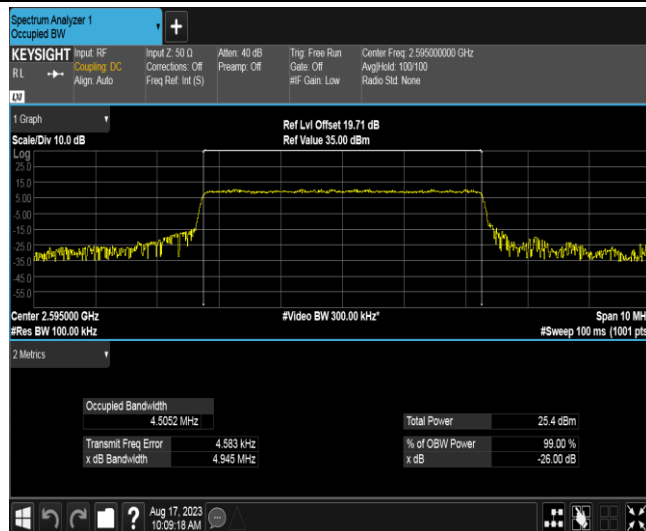 Spectrum Analyzer 1
Occupied BW
+
KEYSIGHT
RL
Input: RF
Coupling: DC
Align: Auto
Input Z: 50 Ω
Corrections: Off
Freq Ref: Int (S)
Atten: 40 dB
Preamp: Off
Trig: Free Run
Gate: Off
#IF Gain: Low
Center Freq: 2.595000000 GHz
Avg|Hold: 100/100
Radio Std: None
1 Graph
Scale/Div 10.0 dB
Ref Lvl Offset 19.71 dB
Ref Value 35.00 dBm
Log
25.0
15.0
5.00
-5.00
-15.0
-25.0
-35.0
-45.0
-55.0
Center 2.595000 GHz
#Video BW 300.00 kHz*
Span 10 MH
#Res BW 100.00 kHz
#Sweep 100 ms (1001 pts
2 Metrics
Occupied Bandwidth
4.5052 MHz
Total Power 25.4 dBm
Transmit Freq Error 4.583 kHz
% of OBW Power 99.00 %
x dB Bandwidth 4.945 MHz
x dB -26.00 dB
?
Aug 17, 2023
10:09:18 AM